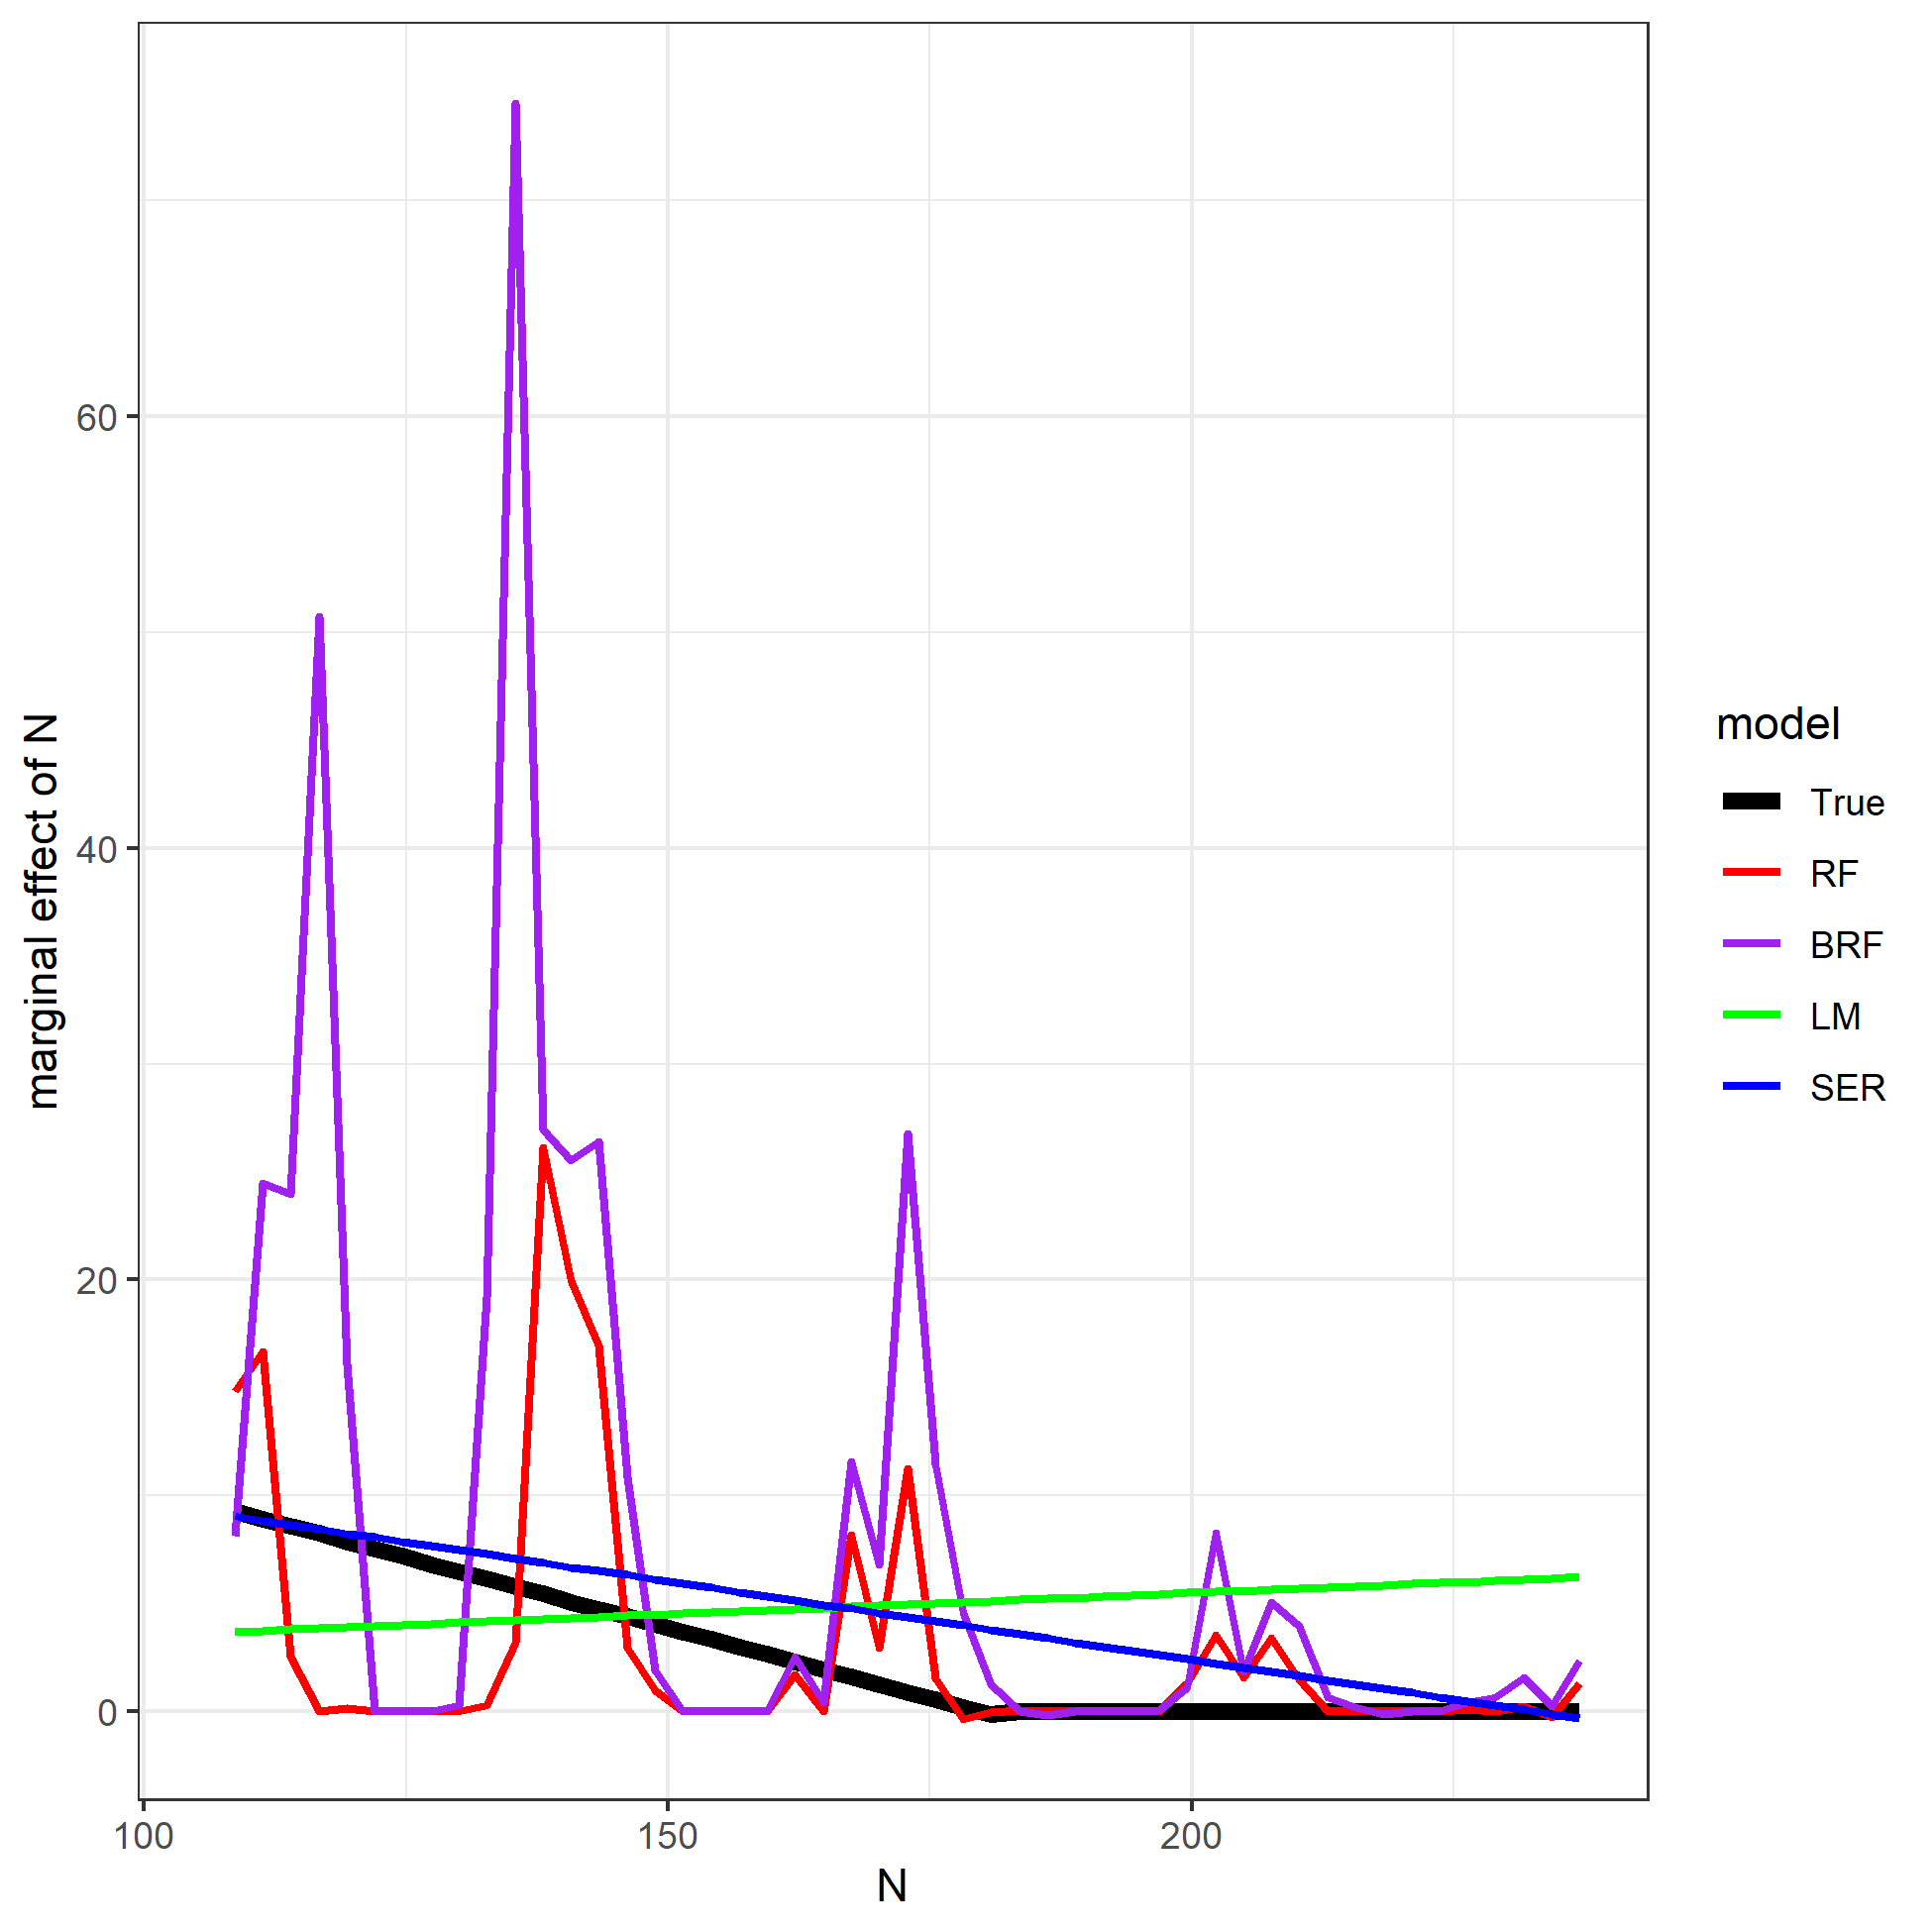 marginal effect of N
60
40
20
0
100
150
200
N
model
True
RF
BRF
LM
SER